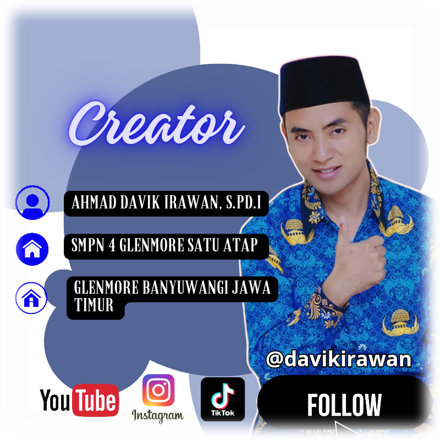 Creator
AHMAD DAVIK IRAWAN, S.PD.I
SMPN 4 GLENMORE SATU ATAP
GLENMORE BANYUWANGI JAWA
TIMUR
@davikirawan
YouTube
Instagram
TikTok
FOLLOW